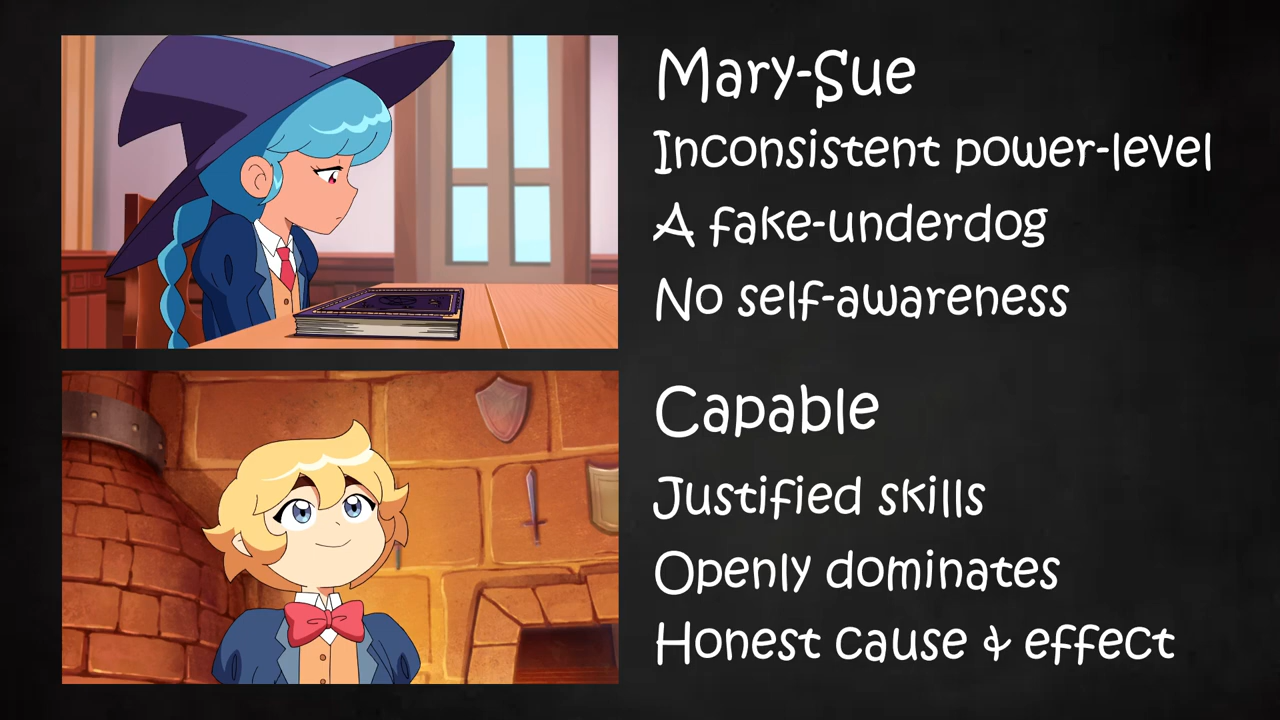 Mary-Sue
Inconsistent power-level
A fake-underdog
No self-awareness
Capable
Justified skills
Openly dominates
Honest cause & effect